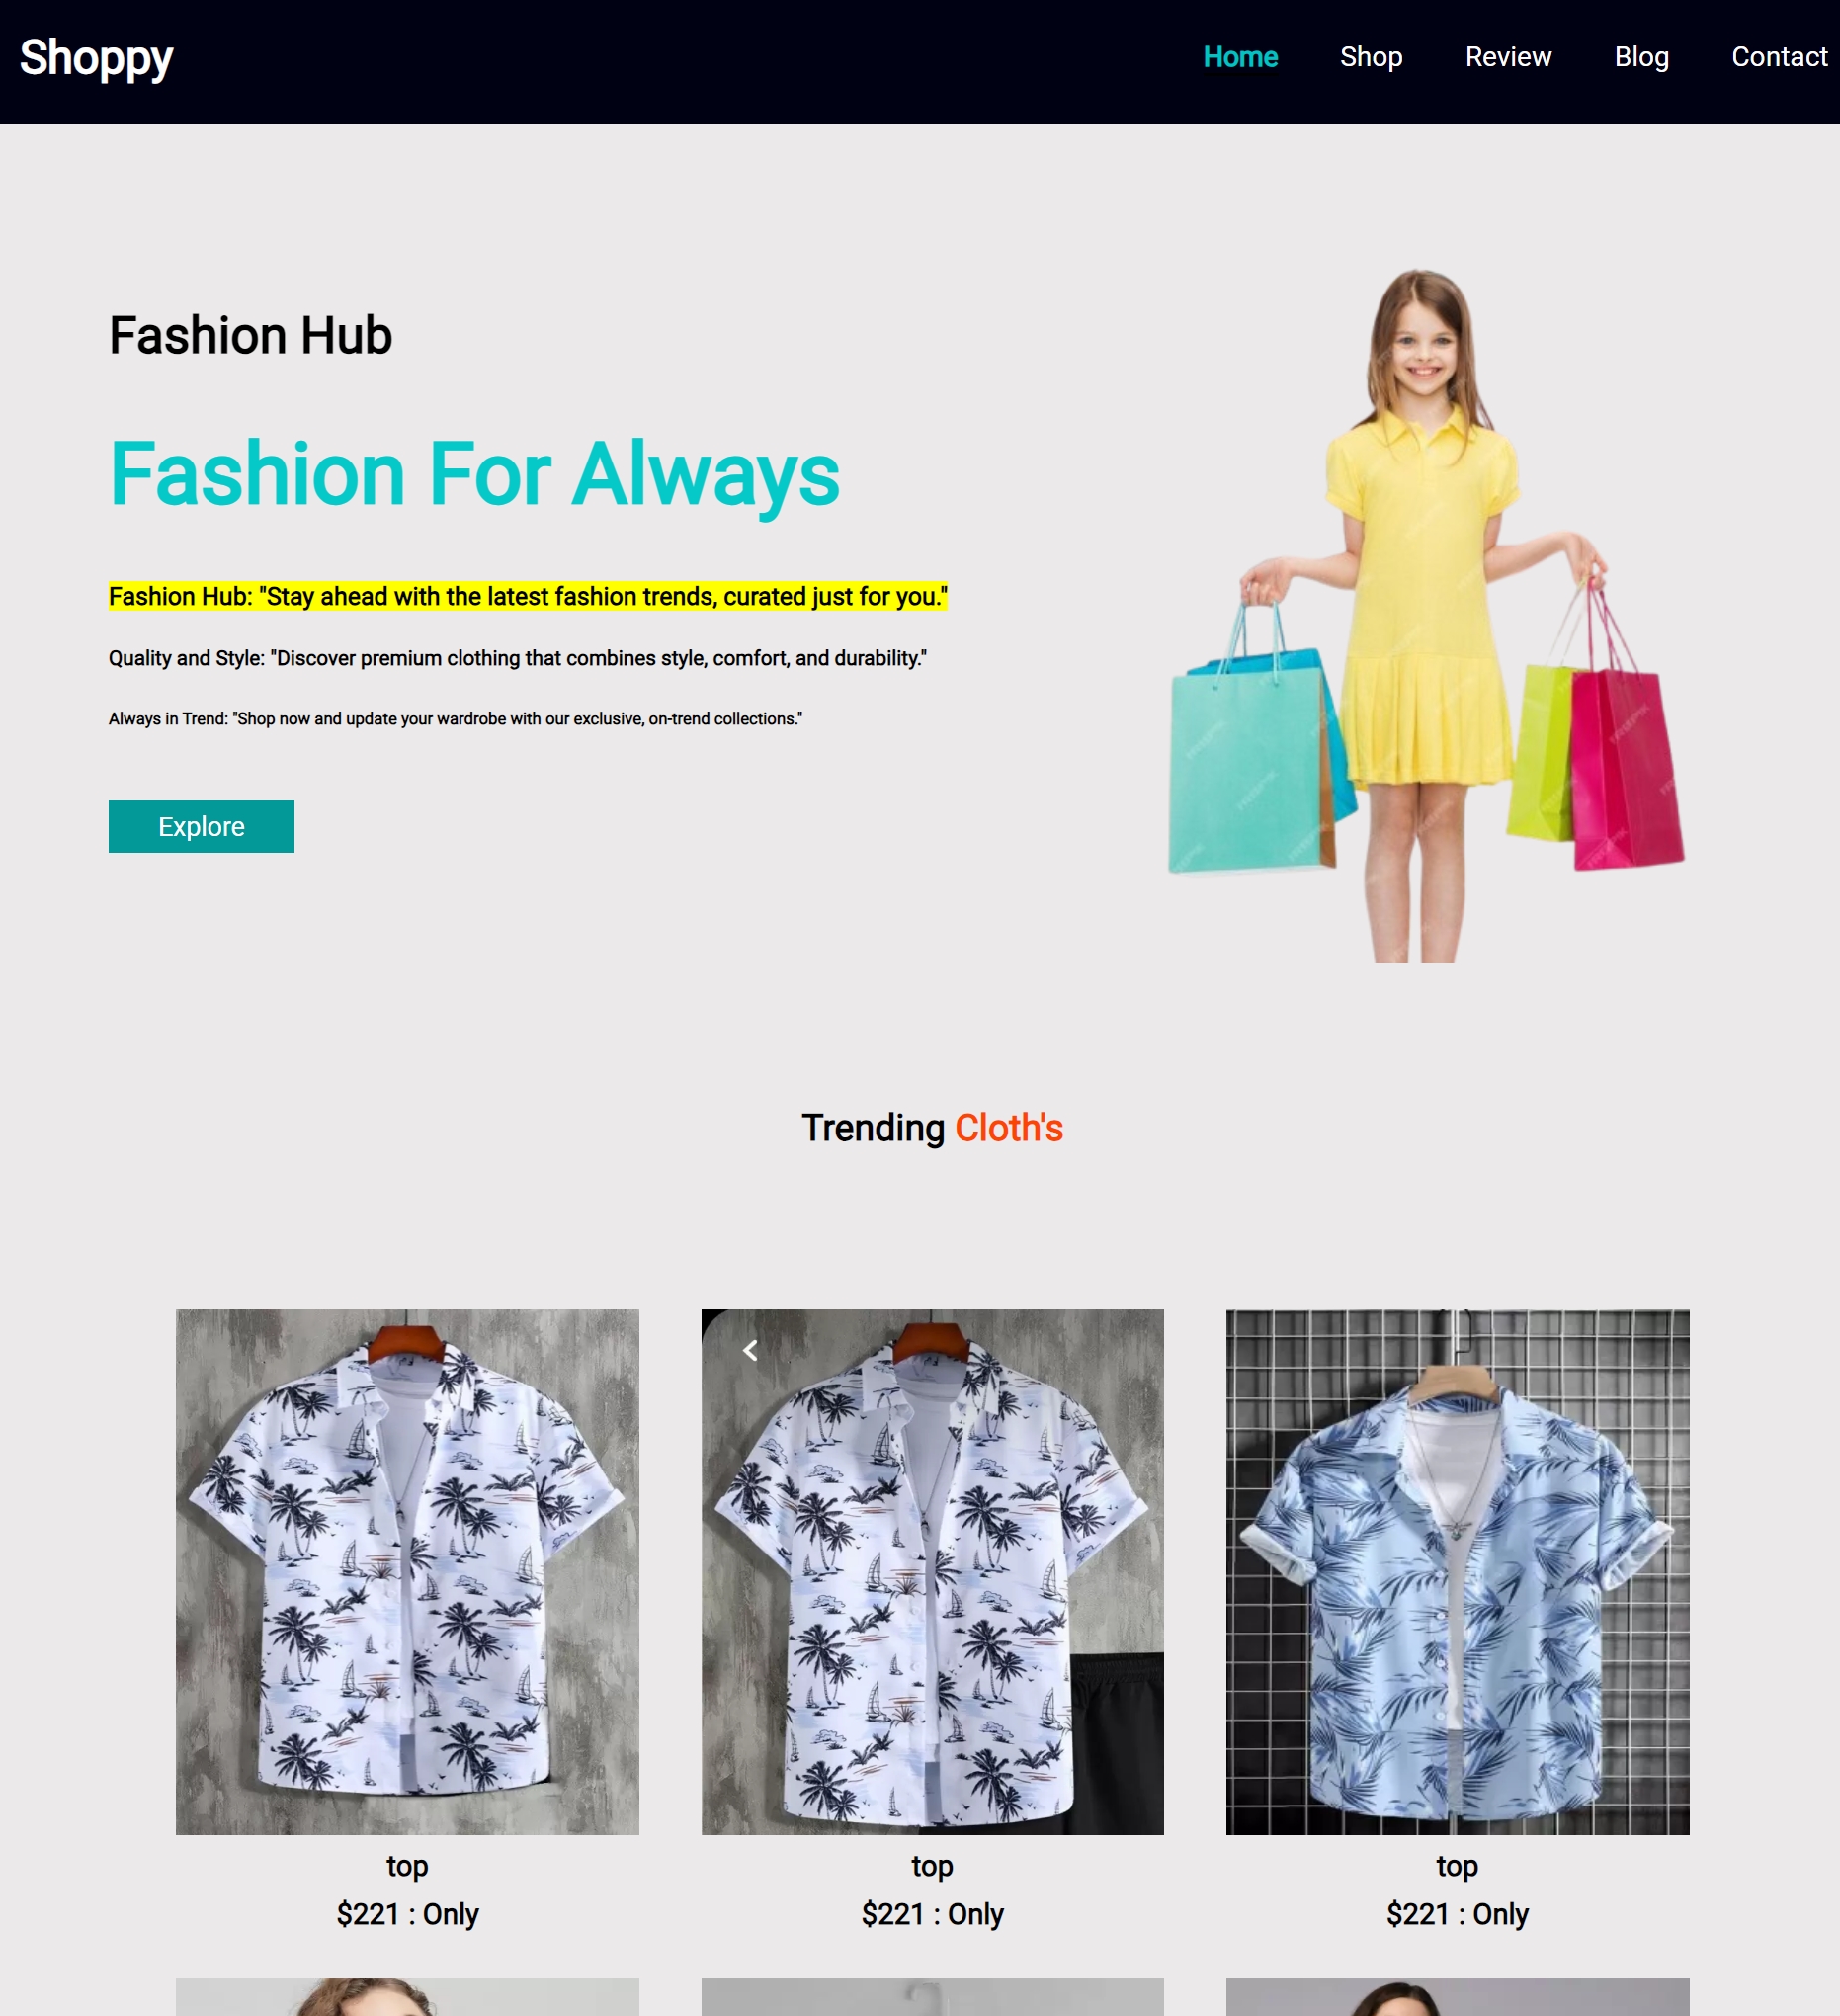 Shoppy
Home Shop Review Blog Contact
Fashion Hub
Fashion For Always
Fashion Hub: "Stay ahead with the latest fashion trends, curated just for you."
Quality and Style: "Discover premium clothing that combines style, comfort, and durability."
Always in Trend: "Shop now and update your wardrobe with our exclusive, on-trend collections."
Explore
FREEPIK
Trending Cloth's
top
$221 : Only
top
$221 : Only
top
$221 : Only